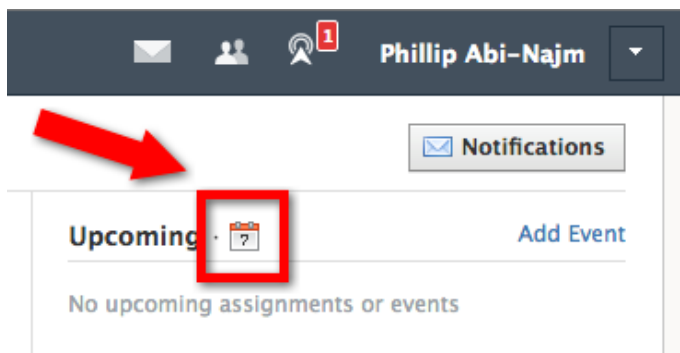 1
Phillip Abi-Najm
Notifications
Upcoming · 7
Add Event
No upcoming assignments or events